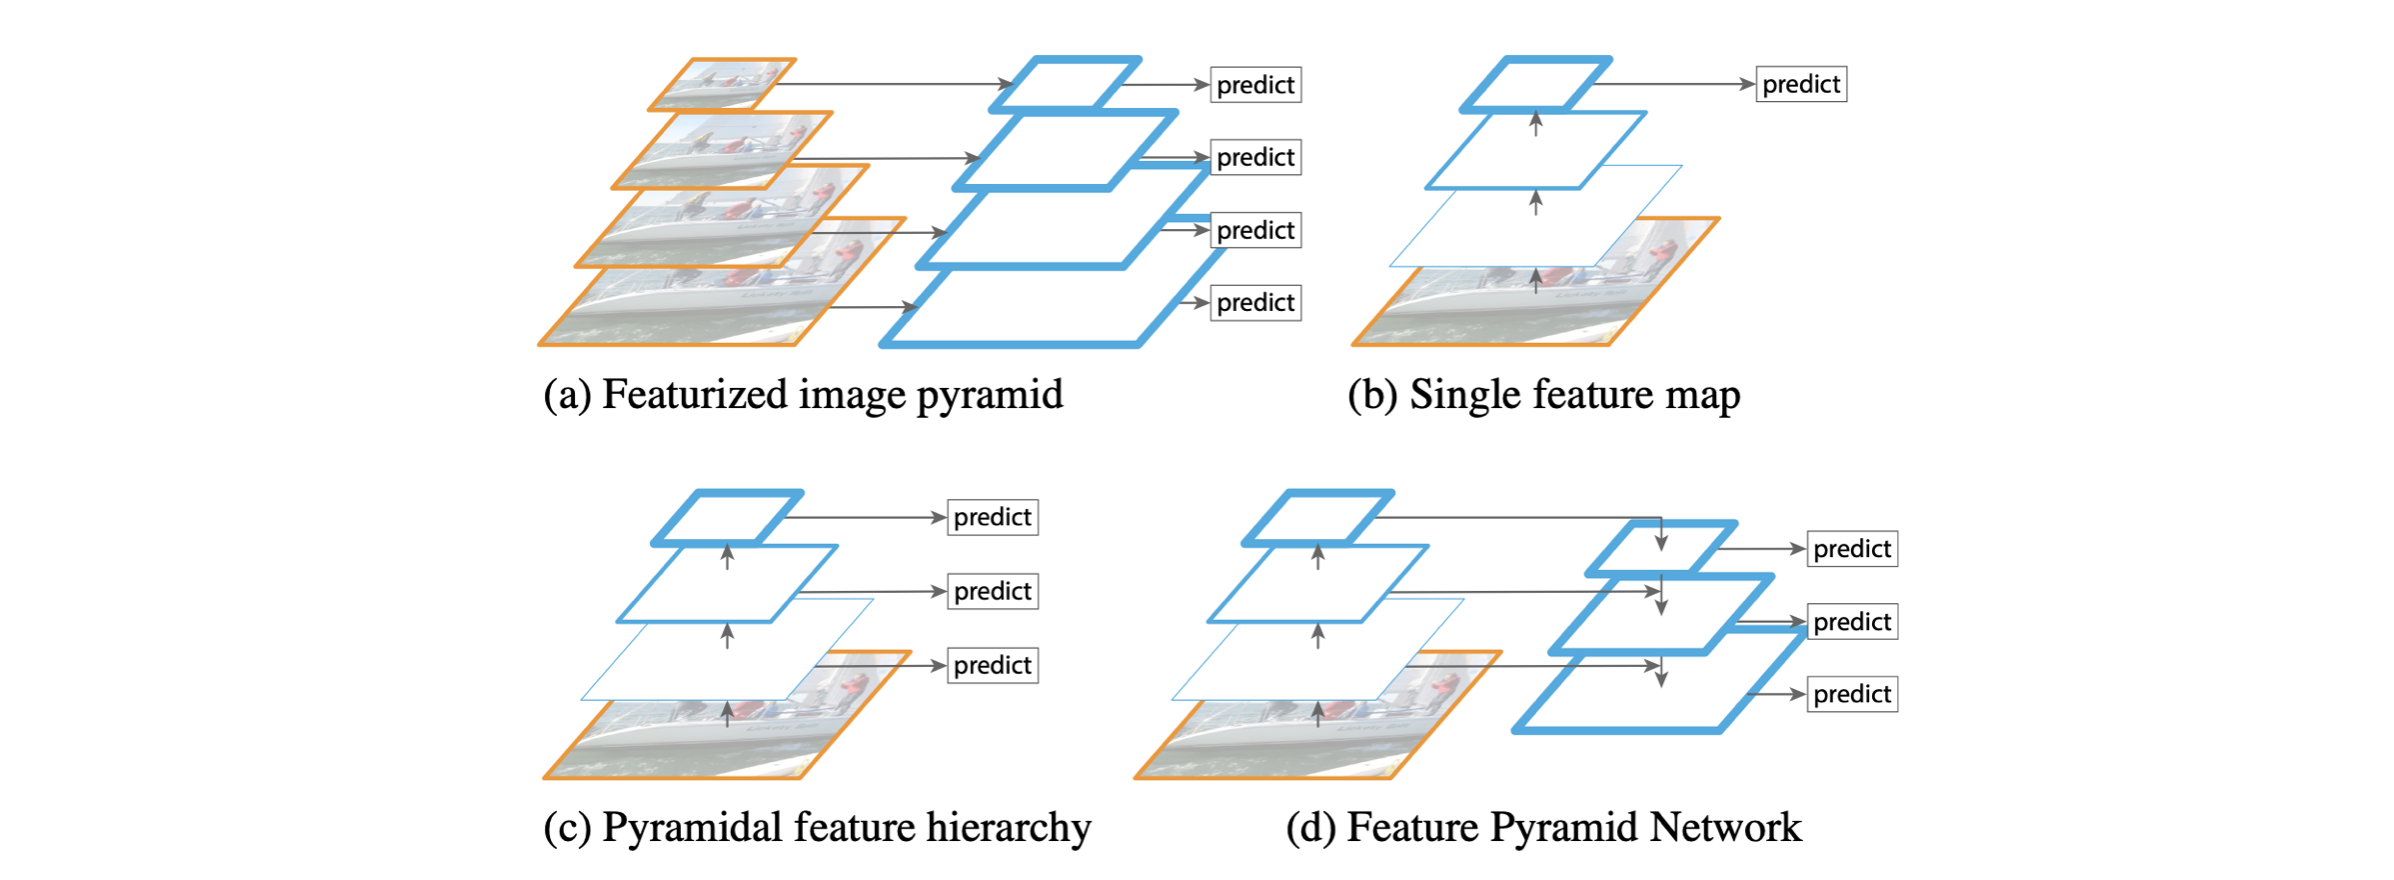 predict
predict
predict
predict
predict
(a) Featurized image pyramid
(b) Single feature map
predict
predict
predict
predict
predict
predict
(c) Pyramidal feature hierarchy
(d) Feature Pyramid Network